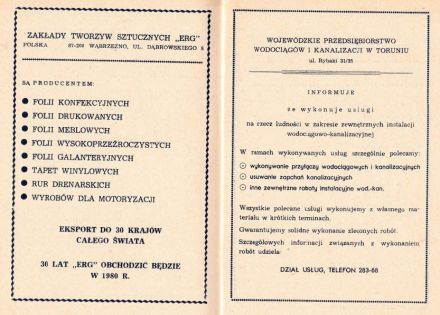 ZAKŁADY TWORZYW SZTUCZNYCH „ERG”
POLSKA 87-200 WĄBRZEŹNO, UL. DĄBROWSKIEGO 8
SĄ PRODUCENTEM:
● FOLII KONFEKCYJNYCH
● FOLII DRUKOWANYCH
● FOLII MEBLOWYCH
● FOLII WYSOKOPRZEŹROCZYSTYCH
● FOLII GALANTERYJNYCH
● TAPET WINYLOWYCH
● RUR DRENARSKICH
● WYROBÓW DLA MOTORYZACJI
EKSPORT DO 30 KRAJÓW
CAŁEGO ŚWIATA
30 LAT „ERG” OBCHODZIC BĘDZIE
W 1980 R.
WOJEWÓDZKIE PRZEDSIĘBIORSTWO
WODOCIĄGÓW I KANALIZACJI W TORUNIU
ul. Rybaki 31/35
INFORMUJE
że wykonuje usługi
na rzecz ludności w zakresie zewnętrznych instalacji
wodociągowo-kanalizacyjnej
W ramach wykonywanych usług szczególnie polecamy:
wykonywanie przyłączy wodociągowych i kanalizacyjnych
usuwanie zapchań kanalizacyjnych
inne zewnętrzne roboty instalacyjne wod.-kan.
Wszystkie polecane usługi wykonujemy z własnego ma-
teriału w krótkich terminach.
Gwarantujemy solidne wykonanie zleconych robót.
Szczegółowych informacji związanych z wykonaniem
robót udziela:
DZIAŁ USŁUG, TELEFON 283-66